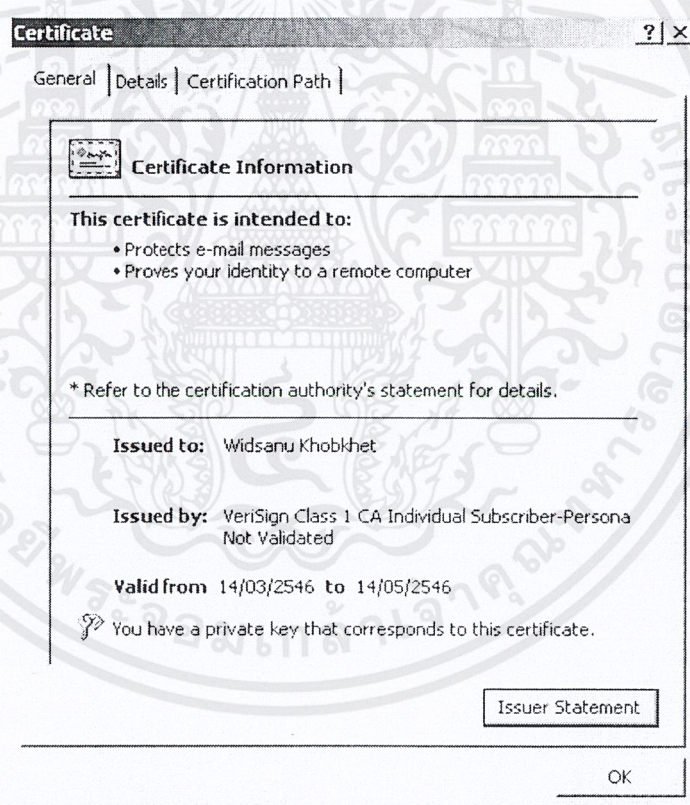 Certificate
? ×
General Details Certification Path
Certificate Information
This certificate is intended to:
• Protects e-mail messages
• Proves your identity to a remote computer
* Refer to the certification authority's statement for details.
Issued to: Widsanu Khobkhet
Issued by: VeriSign Class 1 CA Individual Subscriber-Persona
Not Validated
Valid from 14/03/2546 to 14/05/2546
You have a private key that corresponds to this certificate.
Issuer Statement
OK